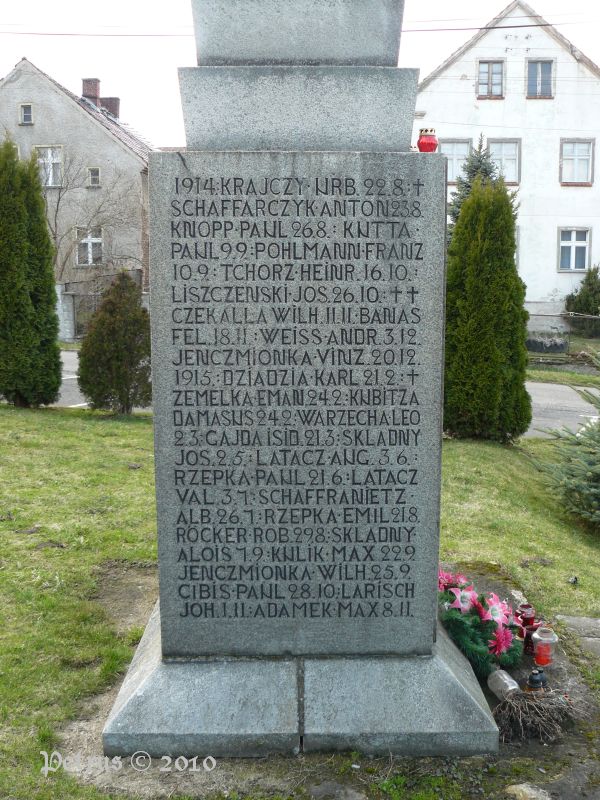 1914: KRAJCZY·URB. 22.8·†
SCHAFFARCZYK·ANTON 23.8.
KNOPP·PAUL 26.8.: KUTTA
PAUL 9.9.: POHLMANN·FRANZ
10.9.: TCHORZ·HEINR. 16.10.:
LISZCZENSKI·JOS. 26.10.:††
CZEKALLA WILH. 11.11.: BANAS
FEL. 18.11.: WEISS·ANDR. 3.12.
JENCZMIONKA·VINZ. 20.12.
1915.: DZIADZIA·KARL 21.2.:†
ZEMELKA·EMAN. 24.2.: KUBITZA
DAMASUS 24.2.: WARZECHA·LEO
2.3.: GAJDA·ISID. 21.3.: SKLADNY
JOS. 2.5.: LATACZ·AUG. 3.6.:
RZEPKA·PAUL 21.6.: LATACZ
VAL. 3.7.: SCHAFFRANIETZ·
ALB. 26.7.: RZEPKA·EMIL 21.8.
RÖCKER·ROB. 29.8.: SKLADNY·
ALOIS 7.9.: KULIK·MAX 22.9.
JENCZMIONKA·WILH. 25.9.
CIBIS·PAUL 28.10.: LARISCH
JOH. 1.11.: ADAMEK·MAX 8.11.
Petrus © 2010